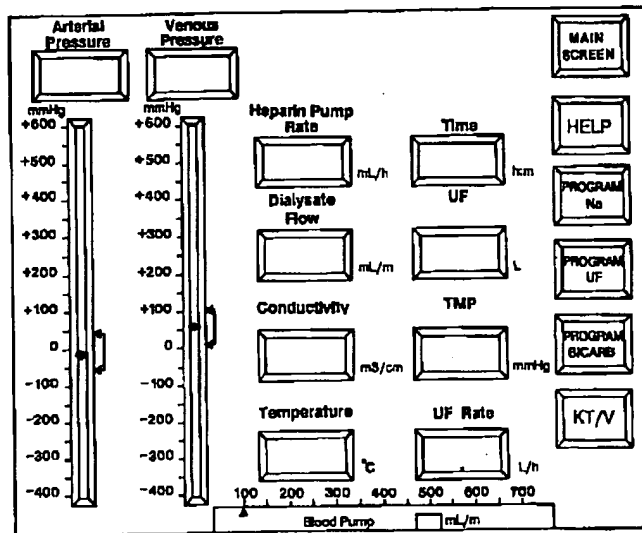 Arterial
Pressure
Venous
Pressure
MAIN
SCREEN
mmHg
+600
+500
+400
+300
+200
+100
0
-100
-200
-300
-400
mmHg
+600
+500
+400
+300
+200
+100
0
-100
-200
-300
-400
Heparin Pump
Rate
mL/h
Time
h:m
HELP
Dialysate
Flow
mL/m
UF
L
PROGRAM
Na
Conductivity
mS/cm
TMP
mmHg
PROGRAM
UF
PROGRAM
BICARB
Temperature
°C
UF Rate
L/h
KT/V
100 200 300 400 500 600 700
Blood Pump mL/m